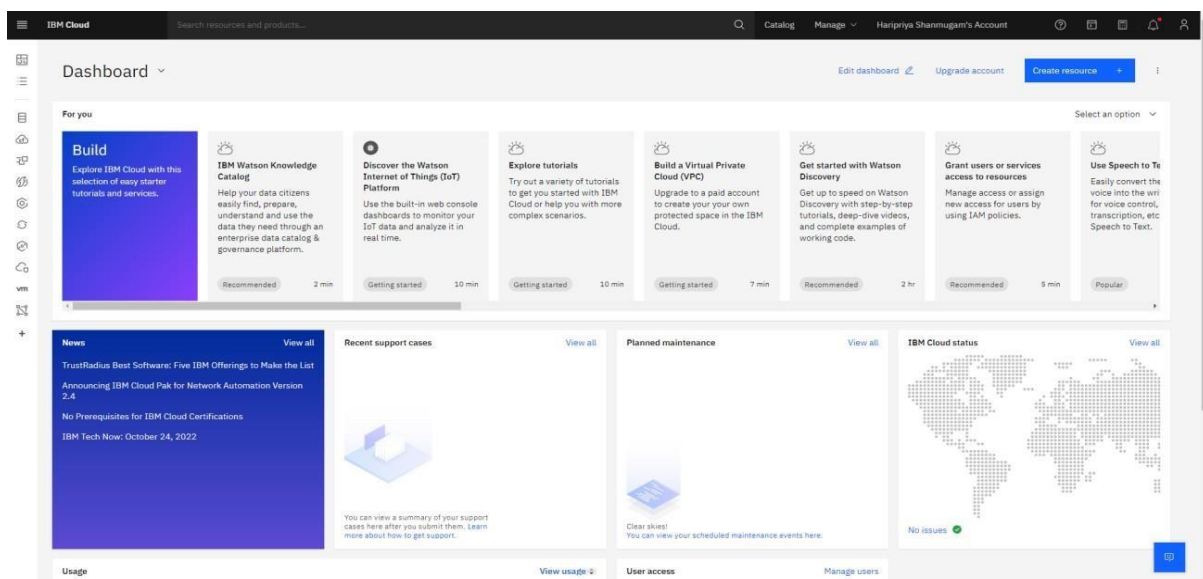 IBM Cloud
Search resources and products...
Catalog
Manage
Haripriya Shanmugam's Account
Dashboard
Edit dashboard
Upgrade account
Create resource +
For you
Select an option
Build
Explore IBM Cloud with this
selection of easy starter
tutorials and services.
IBM Watson Knowledge
Catalog
Help your data citizens
easily find, prepare,
understand and use the
data they need through an
enterprise data catalog &
governance platform.
Recommended
2 min
Discover the Watson
Internet of Things (IoT)
Platform
Use the built-in web console
dashboards to monitor your
IoT data and analyze it in
real time.
Getting started
10 min
Explore tutorials
Try out a variety of tutorials
to get you started with IBM
Cloud or help you with more
complex scenarios.
Getting started
10 min
Build a Virtual Private
Cloud (VPC)
Upgrade to a paid account
to create your your own
protected space in the IBM
Cloud.
Getting started
7 min
Get started with Watson
Discovery
Get up to speed on Watson
Discovery with step-by-step
tutorials, deep-dive videos,
and complete examples of
working code.
Recommended
2 hr
Grant users or services
access to resources
Manage access or assign
new access for users by
using IAM policies.
Recommended
5 min
Use Speech to Te
Easily convert the
voice into the wri
for voice control,
transcription, etc
Speech to Text.
Popular
vm
+
News
View all
TrustRadius Best Software: Five IBM Offerings to Make the List
Announcing IBM Cloud Pak for Network Automation Version
2.4
No Prerequisites for IBM Cloud Certifications
IBM Tech Now: October 24, 2022
Recent support cases
View all
You can view a summary of your support
cases here after you submit them. Learn
more about how to get support.
Planned maintenance
View all
Clear skies!
You can view your scheduled maintenance events here.
IBM Cloud status
View all
No issues
Usage
View usage
User access
Manage users